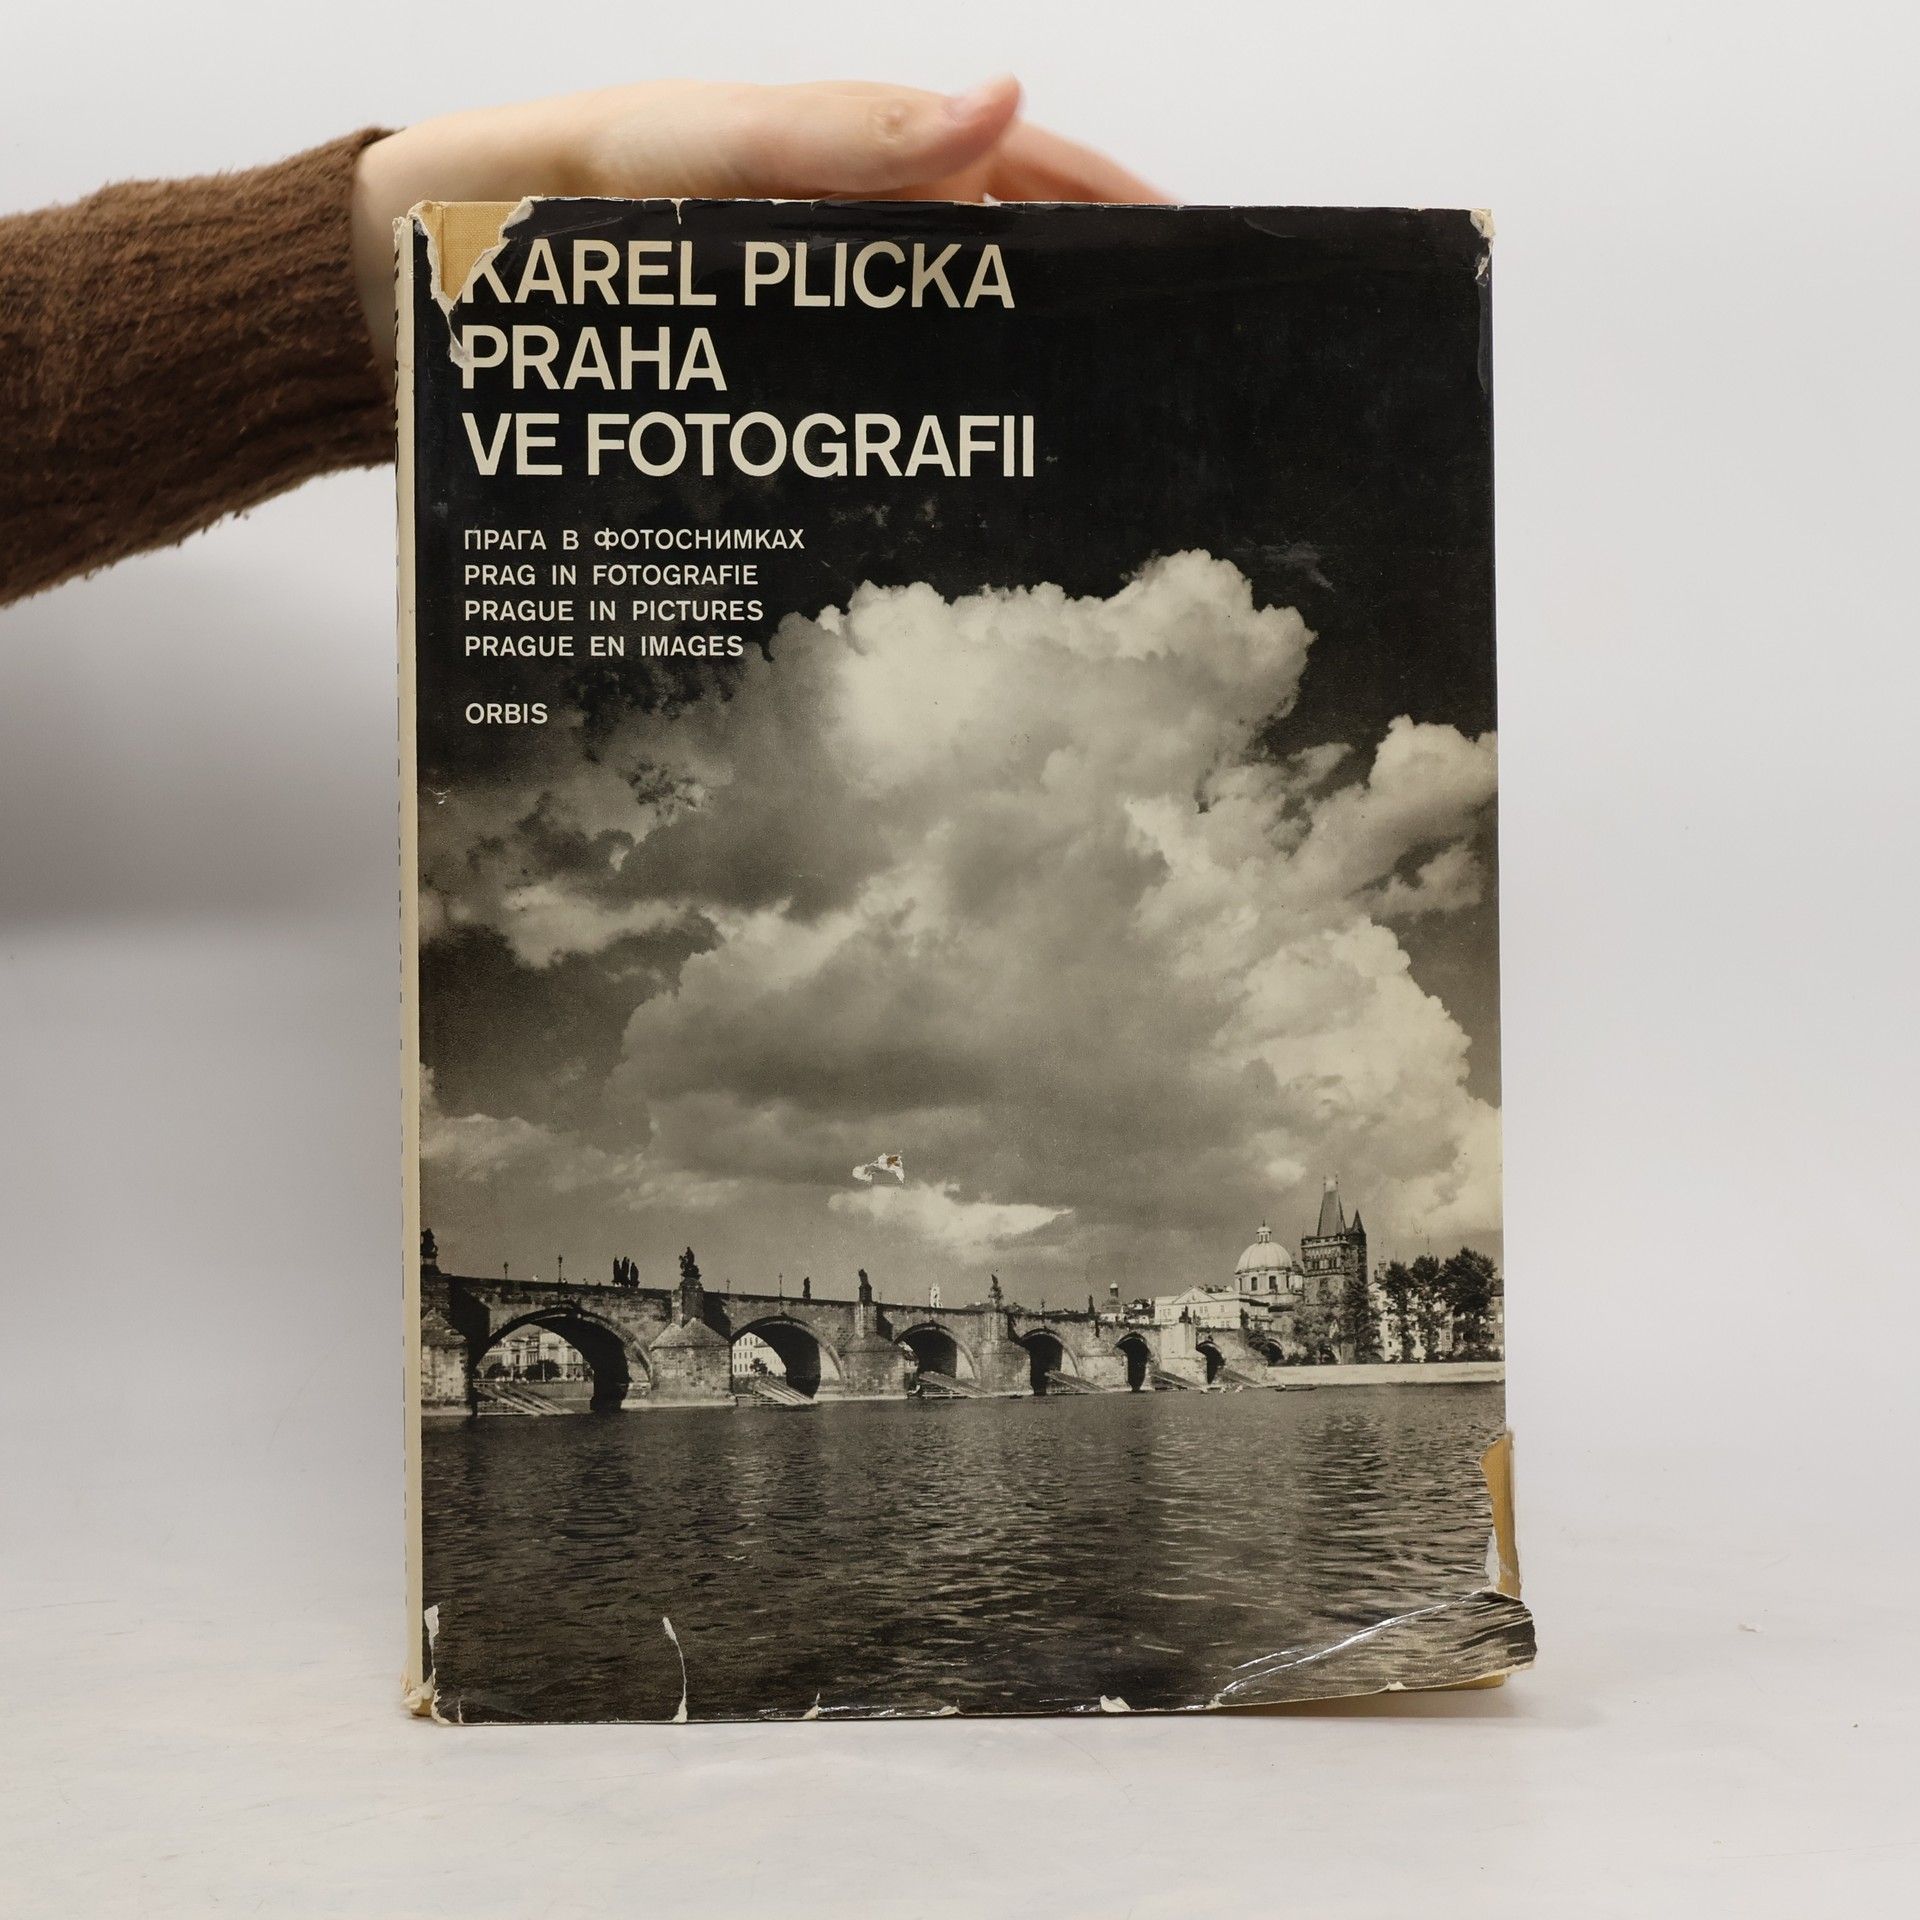 KAREL PLICKA
PRAHA
VE FOTOGRAFII
ПРАГА В ФОТОСНИМКАХ
PRAG IN FOTOGRAFIE
PRAGUE IN PICTURES
PRAGUE EN IMAGES
ORBIS